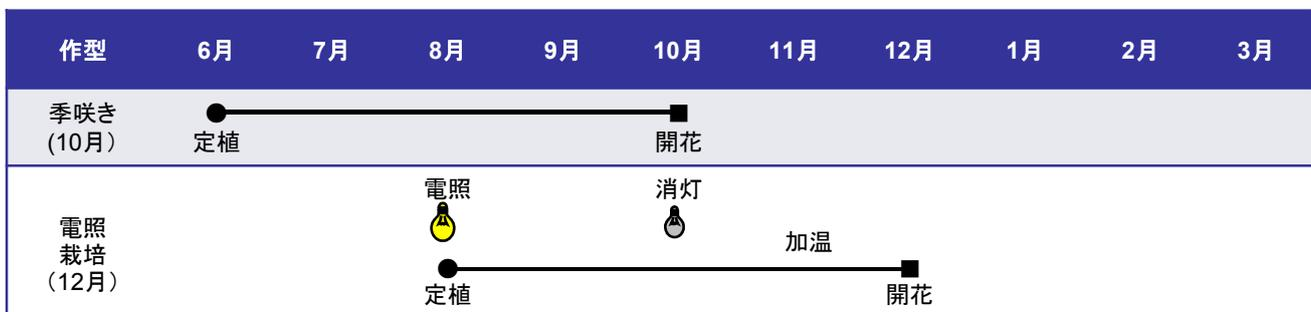 作型 6月 7月 8月 9月 10月 11月 12月 1月 2月 3月
季咲き
(10月）
定植 開花
電照 消灯
電照
栽培
（12月）
加温
定植 開花